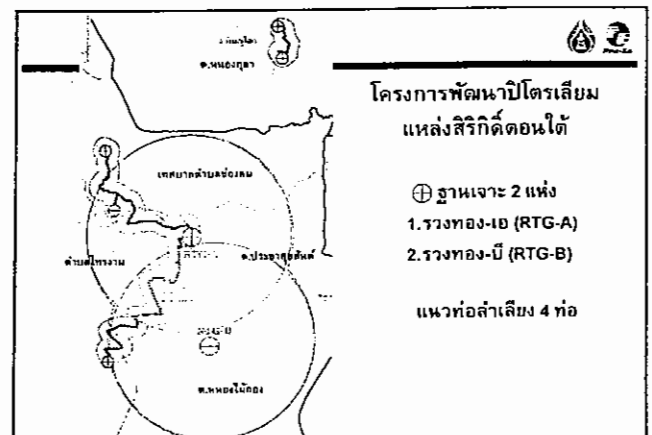 ต.หนองกุลา
เทศบาลตำบลช่องลม
ต.ประชาสุขสันต์
ตำบลไทรงาม
RTG-B
ต.หนองไม้กอง
โครงการพัฒนาปิโตรเลียม
แหล่งสิริกิติ์ตอนใต้
ฐานเจาะ 2 แห่ง
1.รวงทอง-เอ (RTG-A)
2.รวงทอง-บี (RTG-B)
แนวท่อลำเลียง 4 ท่อ